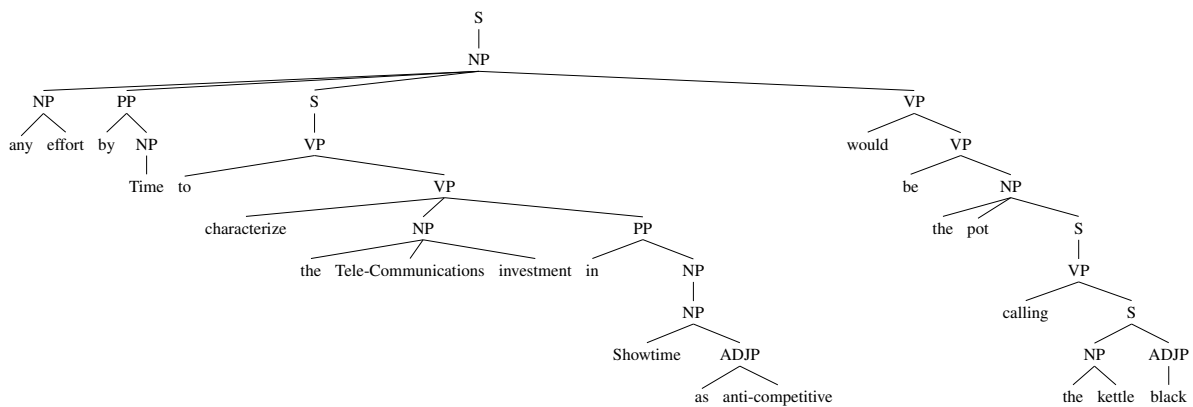 S
NP
NP PP S VP
any effort by NP VP would VP
Time to VP be NP
characterize NP PP the pot S
the Tele-Communications investment in NP VP
NP calling S
Showtime ADJP NP ADJP
as anti-competitive the kettle black